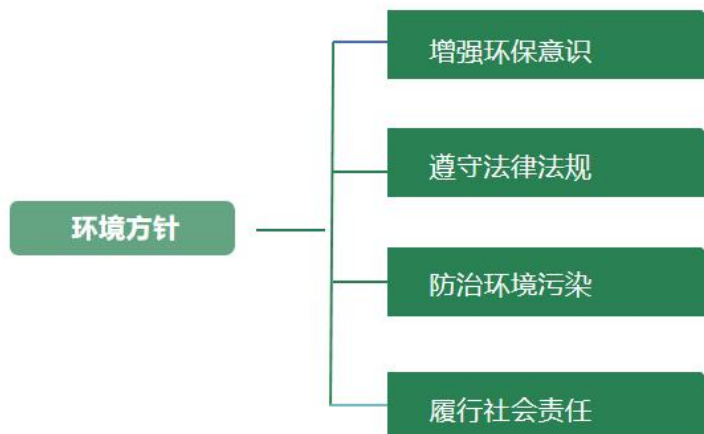 增强环保意识
遵守法律法规
环境方针
防治环境污染
履行社会责任